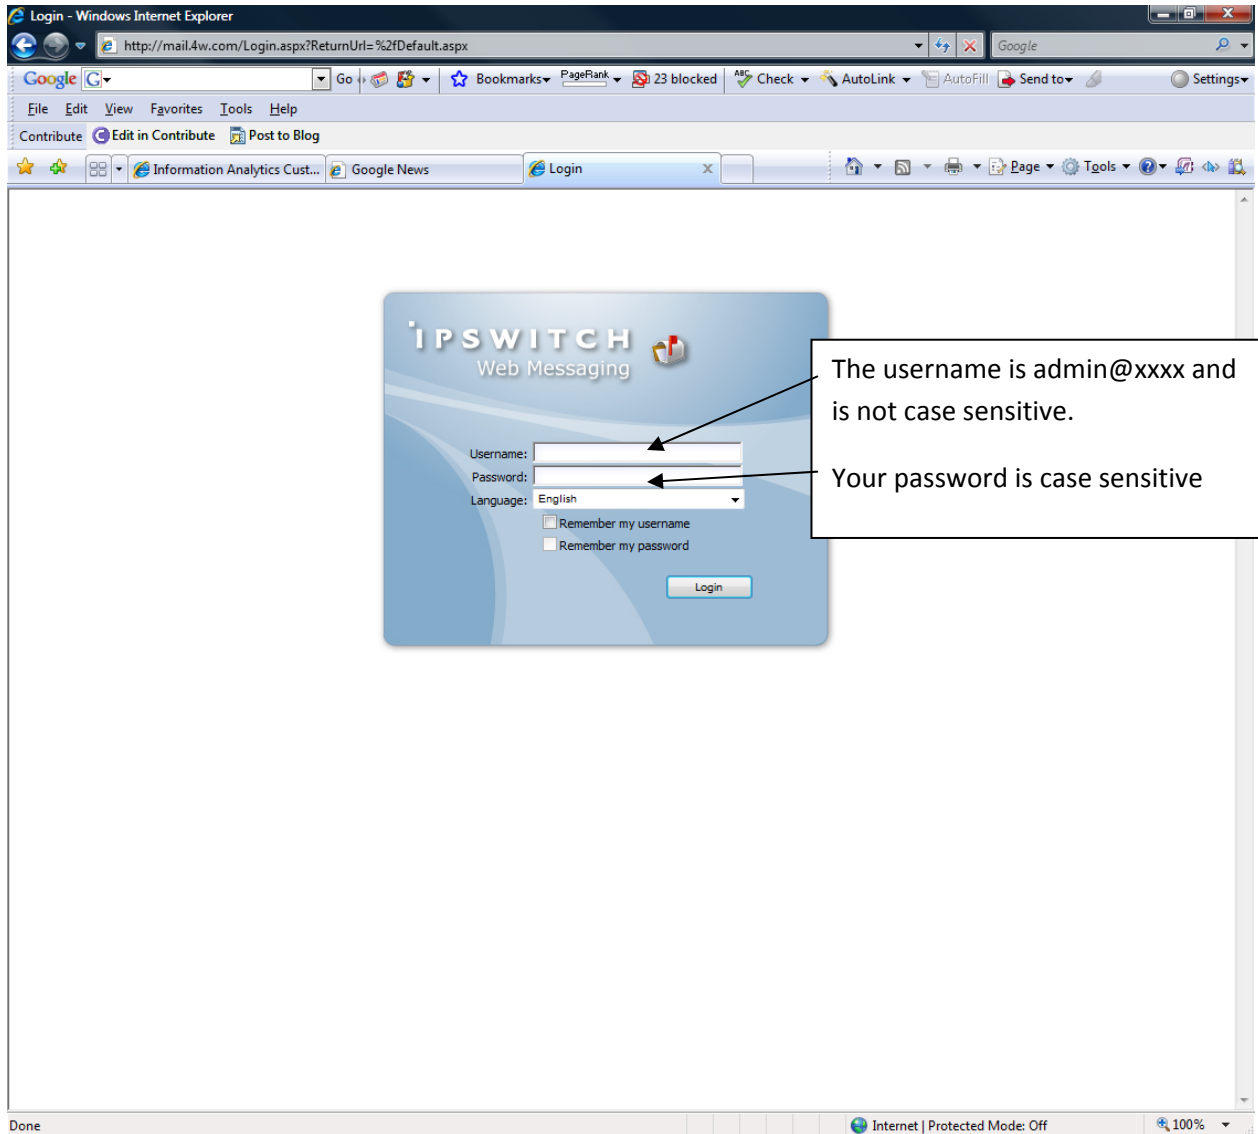 Login - Windows Internet Explorer
http://mail.4w.com/Login.aspx?ReturnUrl=%2fDefault.aspx
Google
Google G Go Bookmarks PageRank 23 blocked ABC Check AutoLink AutoFill Send to Settings
File Edit View Favorites Tools Help
Contribute Edit in Contribute Post to Blog
Information Analytics Cust... Google News Login Page Tools
IPSWITCH
Web Messaging
The username is admin@xxxx and
is not case sensitive.
Your password is case sensitive
Username:
Password:
Language: English
Remember my username
Remember my password
Login
Done Internet | Protected Mode: Off 100%